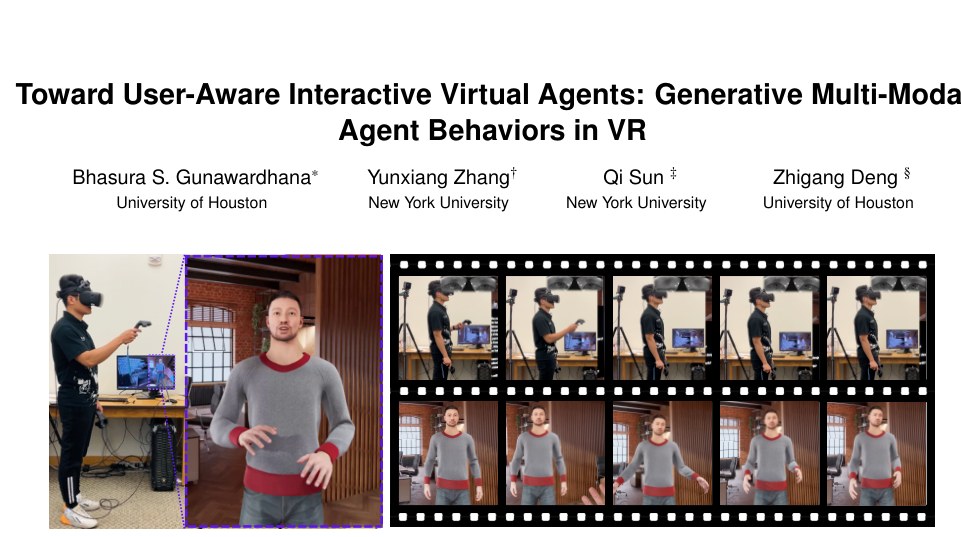 Toward User-Aware Interactive Virtual Agents: Generative Multi-Moda
Agent Behaviors in VR
Bhasura S. Gunawardhana* Yunxiang Zhang† Qi Sun ‡ Zhigang Deng §
University of Houston New York University New York University University of Houston